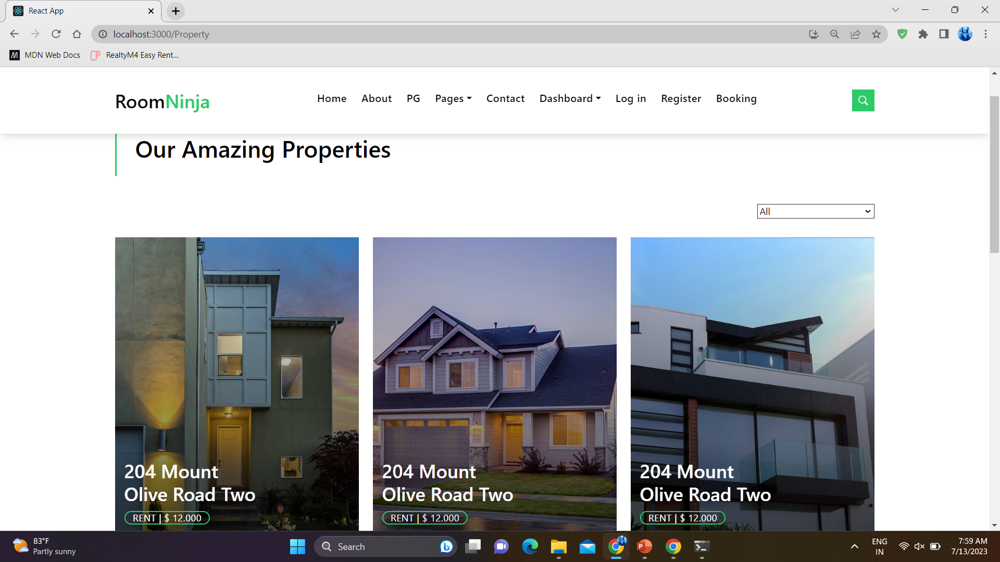 React App
localhost:3000/Property
MDN Web Docs
RealtyM4 Easy Rent...
RoomNinja
Home
About
PG
Pages
Contact
Dashboard
Log in
Register
Booking
Our Amazing Properties
All
204 Mount
Olive Road Two
RENT | $ 12.000
204 Mount
Olive Road Two
RENT | $ 12.000
204 Mount
Olive Road Two
RENT | $ 12.000
83°F
Partly sunny
Search
ENG
IN
7:59 AM
7/13/2023